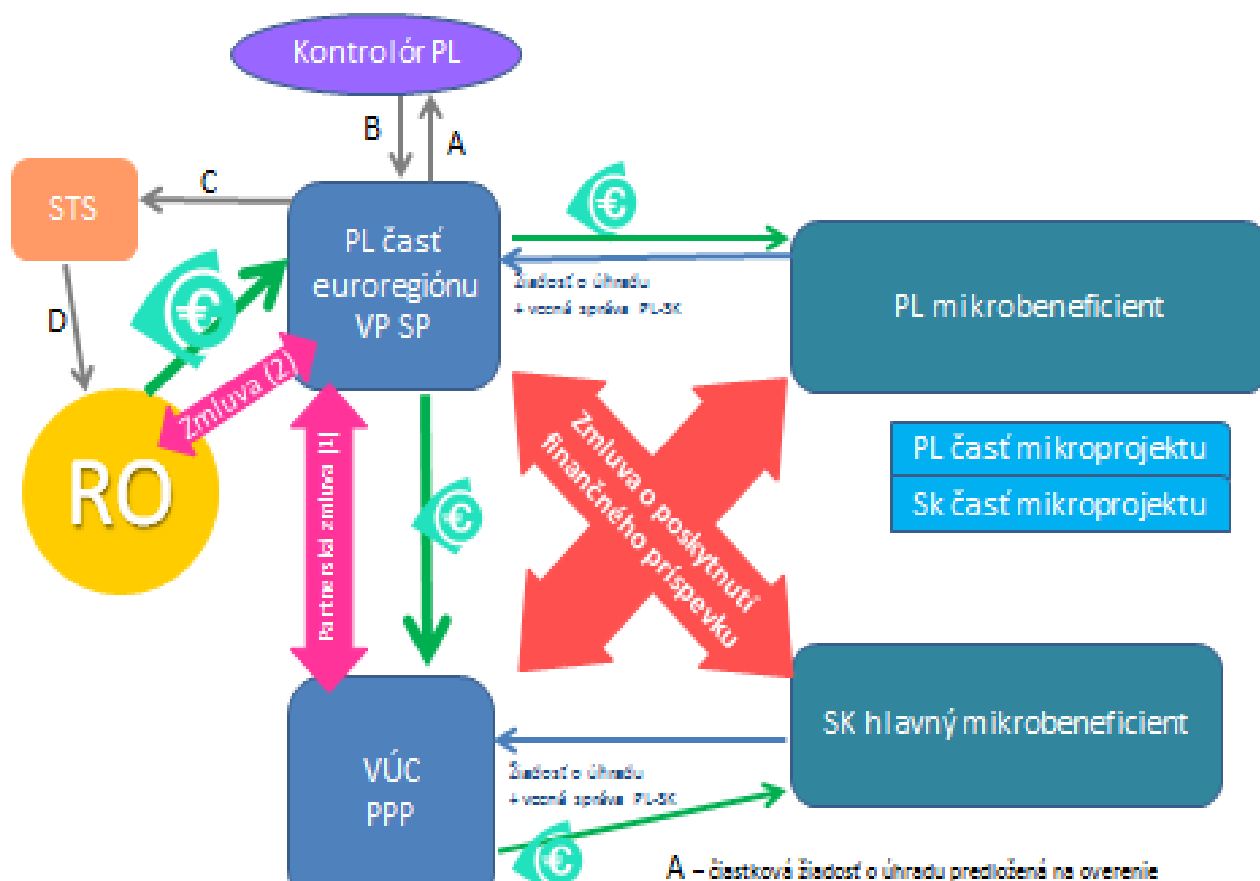 Kontrolór PL
B
A
STS
C
PL časť
euroregiónu
VP SP
€
Žiadosť o úhradu
+ vecná správa PL-SK
PL mikrobeneficient
D
€
Zmluva (2)
RO
Partnerská zmluva (1)
€
Zmluva o poskytnutí
finančného príspevku
PL časť mikroprojektu
Sk časť mikroprojektu
VÚC
PPP
Žiadosť o úhradu
+ vecná správa PL-SK
€
SK hlavný mikrobeneficient
A – čiastková žiadosť o úhradu predložená na overenie